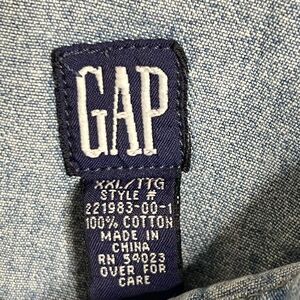 GAP
XXL/TTG
STYLE #
221983-00-1
100% COTTON
MADE IN
CHINA
RN 54023
OVER FOR
CARE